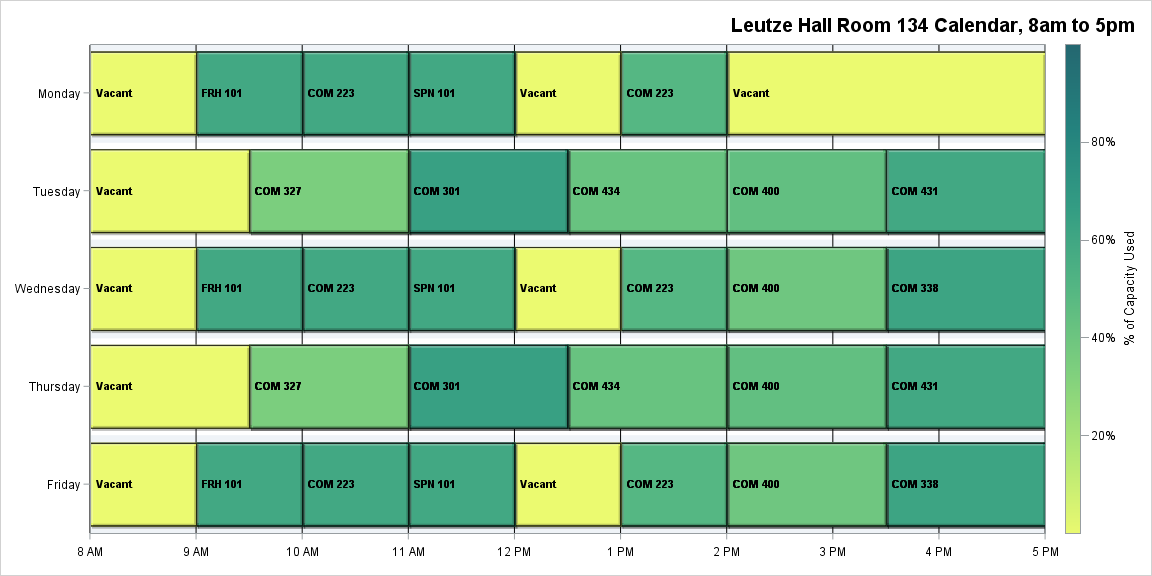 Leutze Hall Room 134 Calendar, 8am to 5pm
Monday
Vacant
FRH 101
COM 223
SPN 101
Vacant
COM 223
Vacant
Tuesday
Vacant
COM 327
COM 301
COM 434
COM 400
COM 431
Wednesday
Vacant
FRH 101
COM 223
SPN 101
Vacant
COM 223
COM 400
COM 338
Thursday
Vacant
COM 327
COM 301
COM 434
COM 400
COM 431
Friday
Vacant
FRH 101
COM 223
SPN 101
Vacant
COM 223
COM 400
COM 338
8 AM
9 AM
10 AM
11 AM
12 PM
1 PM
2 PM
3 PM
4 PM
5 PM
80%
60%
40%
20%
% of Capacity Used